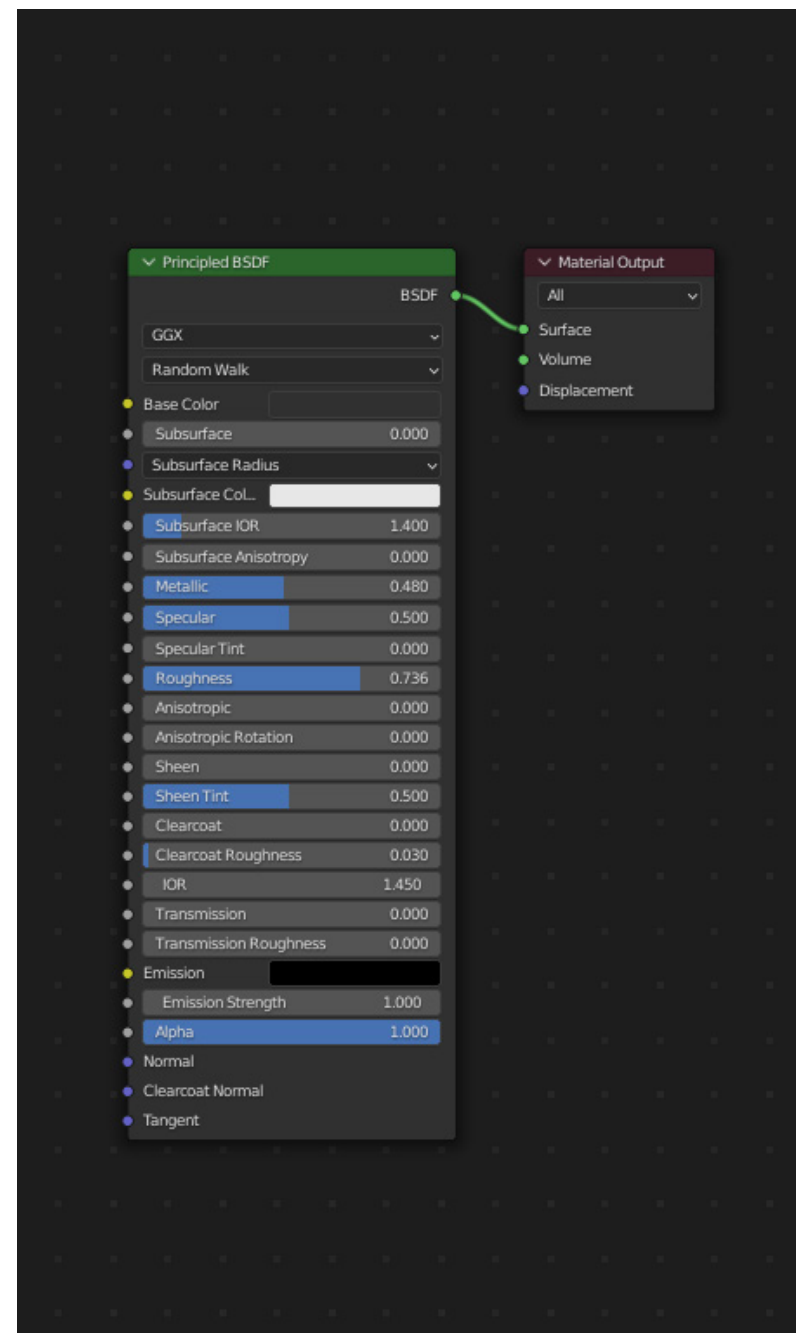 Principled BSDF
BSDF
GGX
Random Walk
Base Color
Subsurface 0.000
Subsurface Radius
Subsurface Col...
Subsurface IOR 1.400
Subsurface Anisotropy 0.000
Metallic 0.480
Specular 0.500
Specular Tint 0.000
Roughness 0.736
Anisotropic 0.000
Anisotropic Rotation 0.000
Sheen 0.000
Sheen Tint 0.500
Clearcoat 0.000
Clearcoat Roughness 0.030
IOR 1.450
Transmission 0.000
Transmission Roughness 0.000
Emission
Emission Strength 1.000
Alpha 1.000
Normal
Clearcoat Normal
Tangent
Material Output
All
Surface
Volume
Displacement